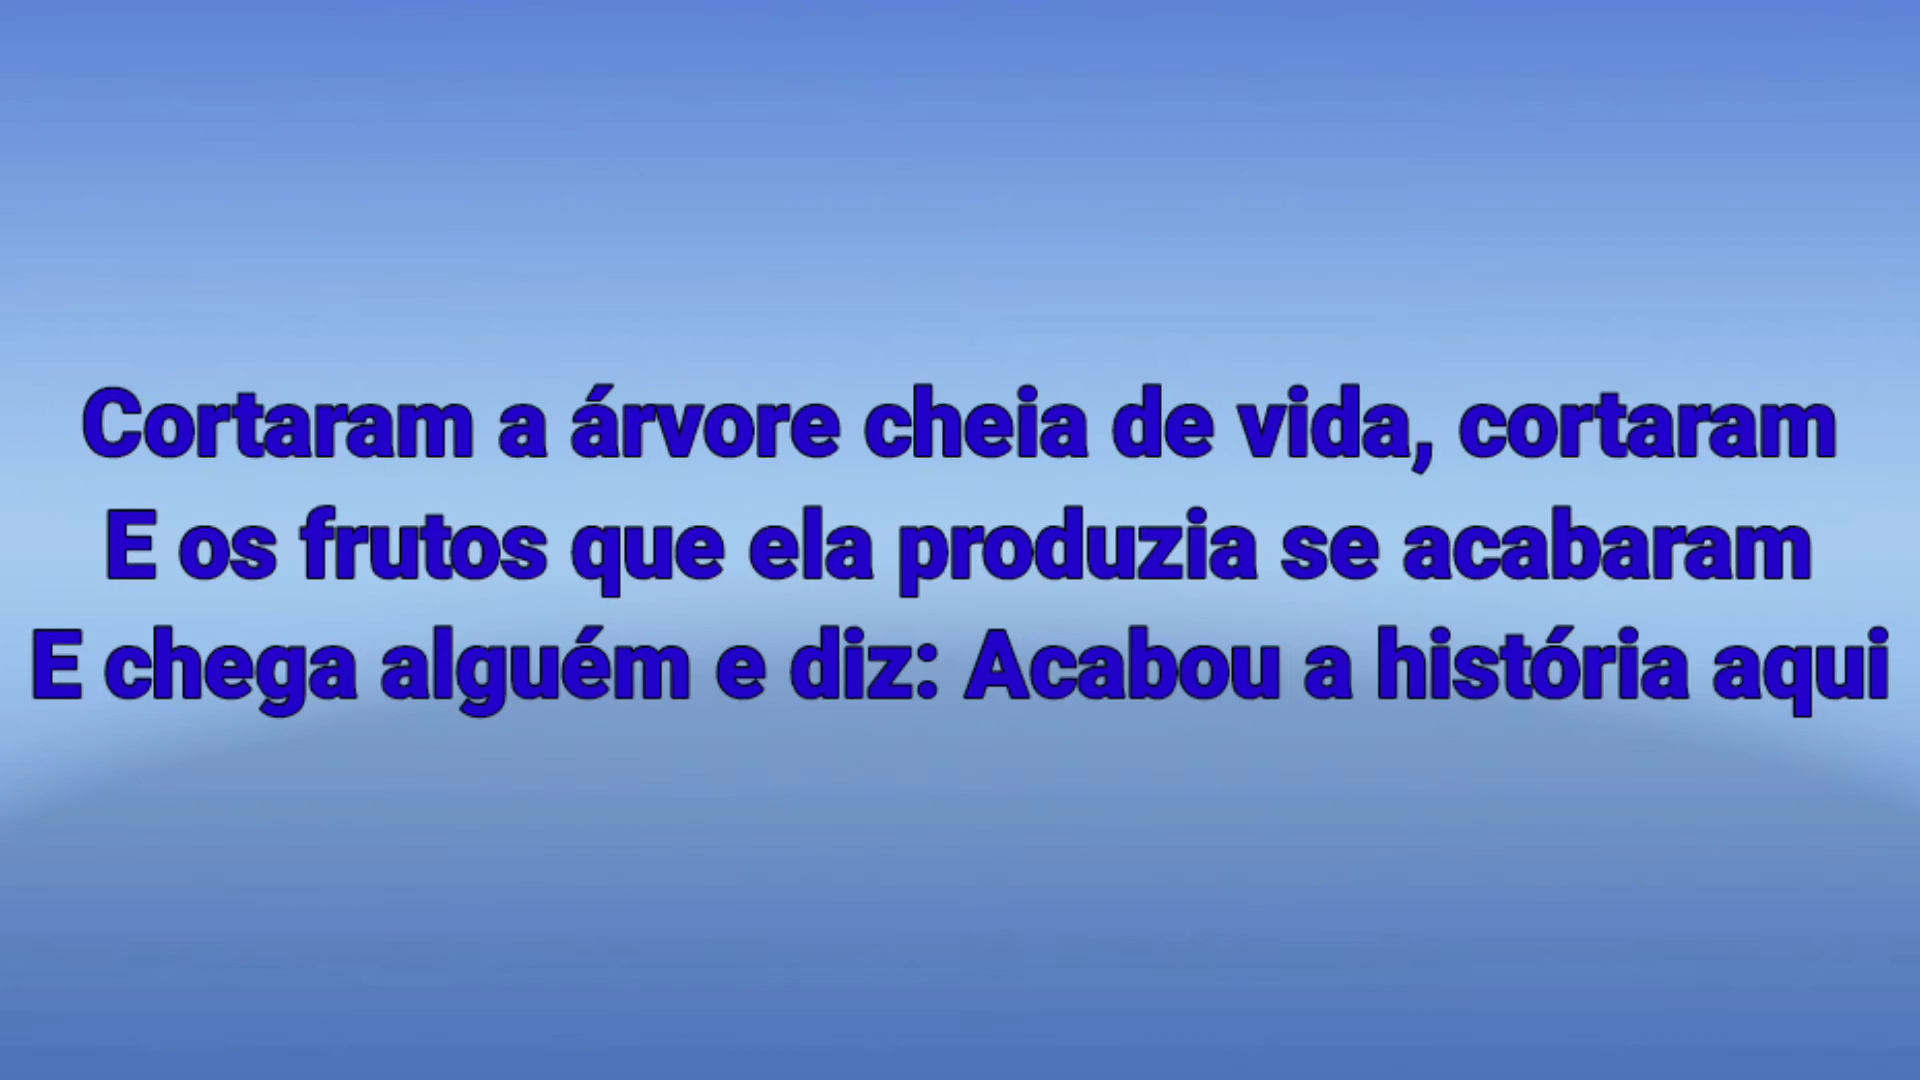 Cortaram a árvore cheia de vida, cortaram
E os frutos que ela produzia se acabaram
E chega alguém e diz: Acabou a história aqui